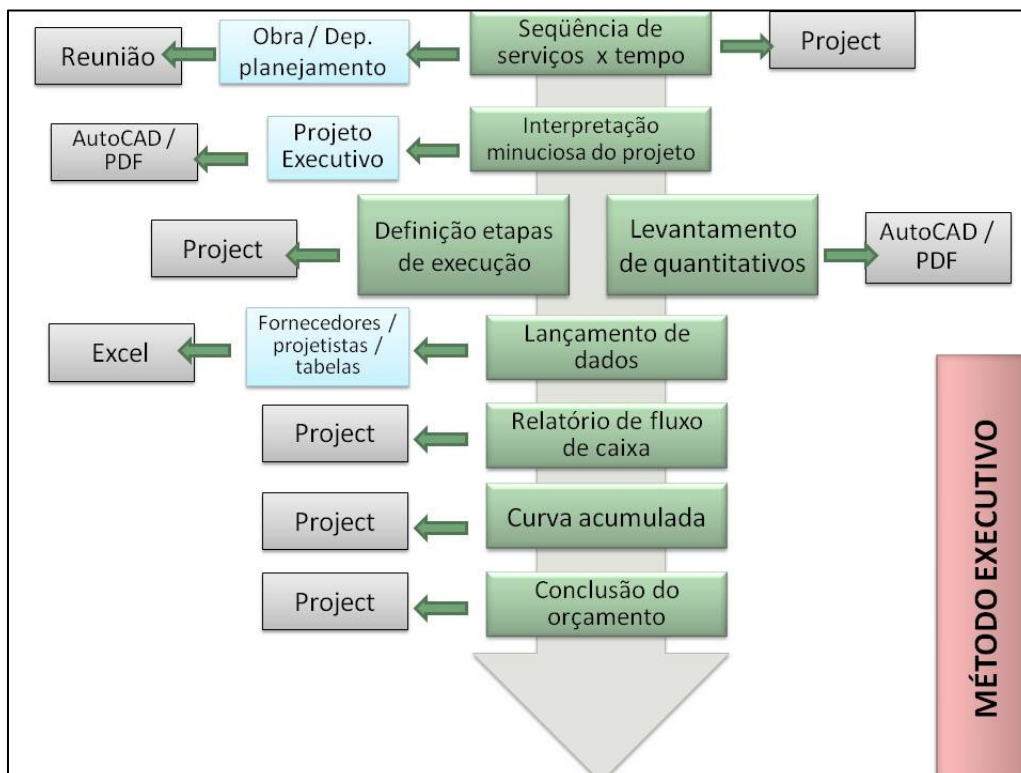 Reunião
Obra / Dep.
planejamento
Seqüência de
serviços x tempo
Project
AutoCAD /
PDF
Projeto
Executivo
Interpretação
minuciosa do projeto
Project
Definição etapas
de execução
Levantamento
de quantitativos
AutoCAD /
PDF
Excel
Fornecedores /
projetistas /
tabelas
Lançamento de
dados
Project
Relatório de fluxo
de caixa
Project
Curva acumulada
Project
Conclusão do
orçamento
MÉTODO EXECUTIVO